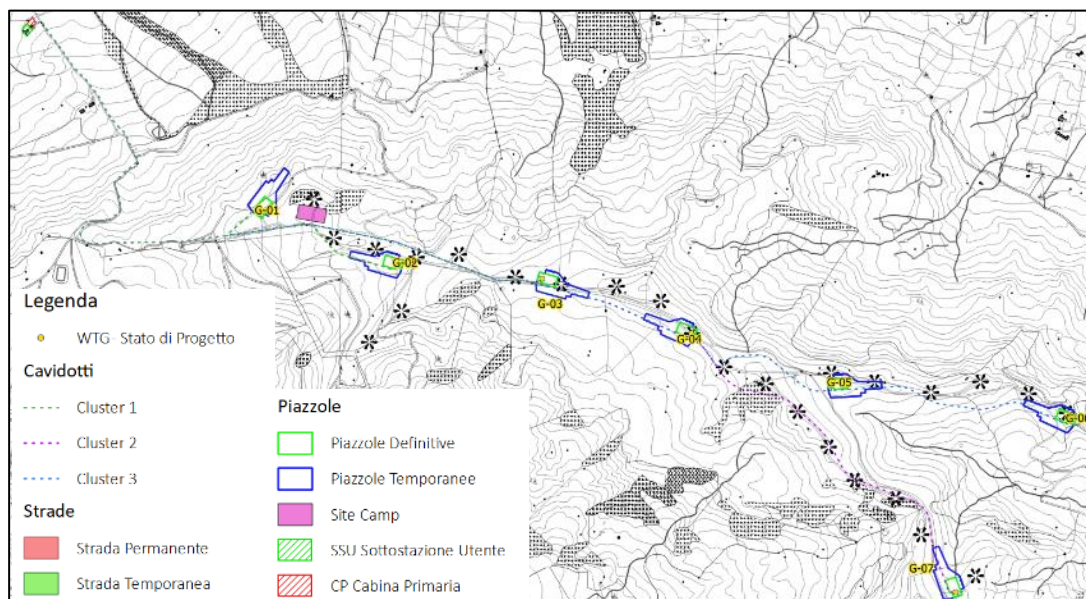 G-01
G-02
G-03
G-04
G-05
G-06
G-07
Legenda
WTG- Stato di Progetto
Cavidotti
Cluster 1
Cluster 2
Cluster 3
Strade
Strada Permanente
Strada Temporanea
Piazzole
Piazzole Definitive
Piazzole Temporanee
Site Camp
SSU Sottostazione Utente
CP Cabina Primaria